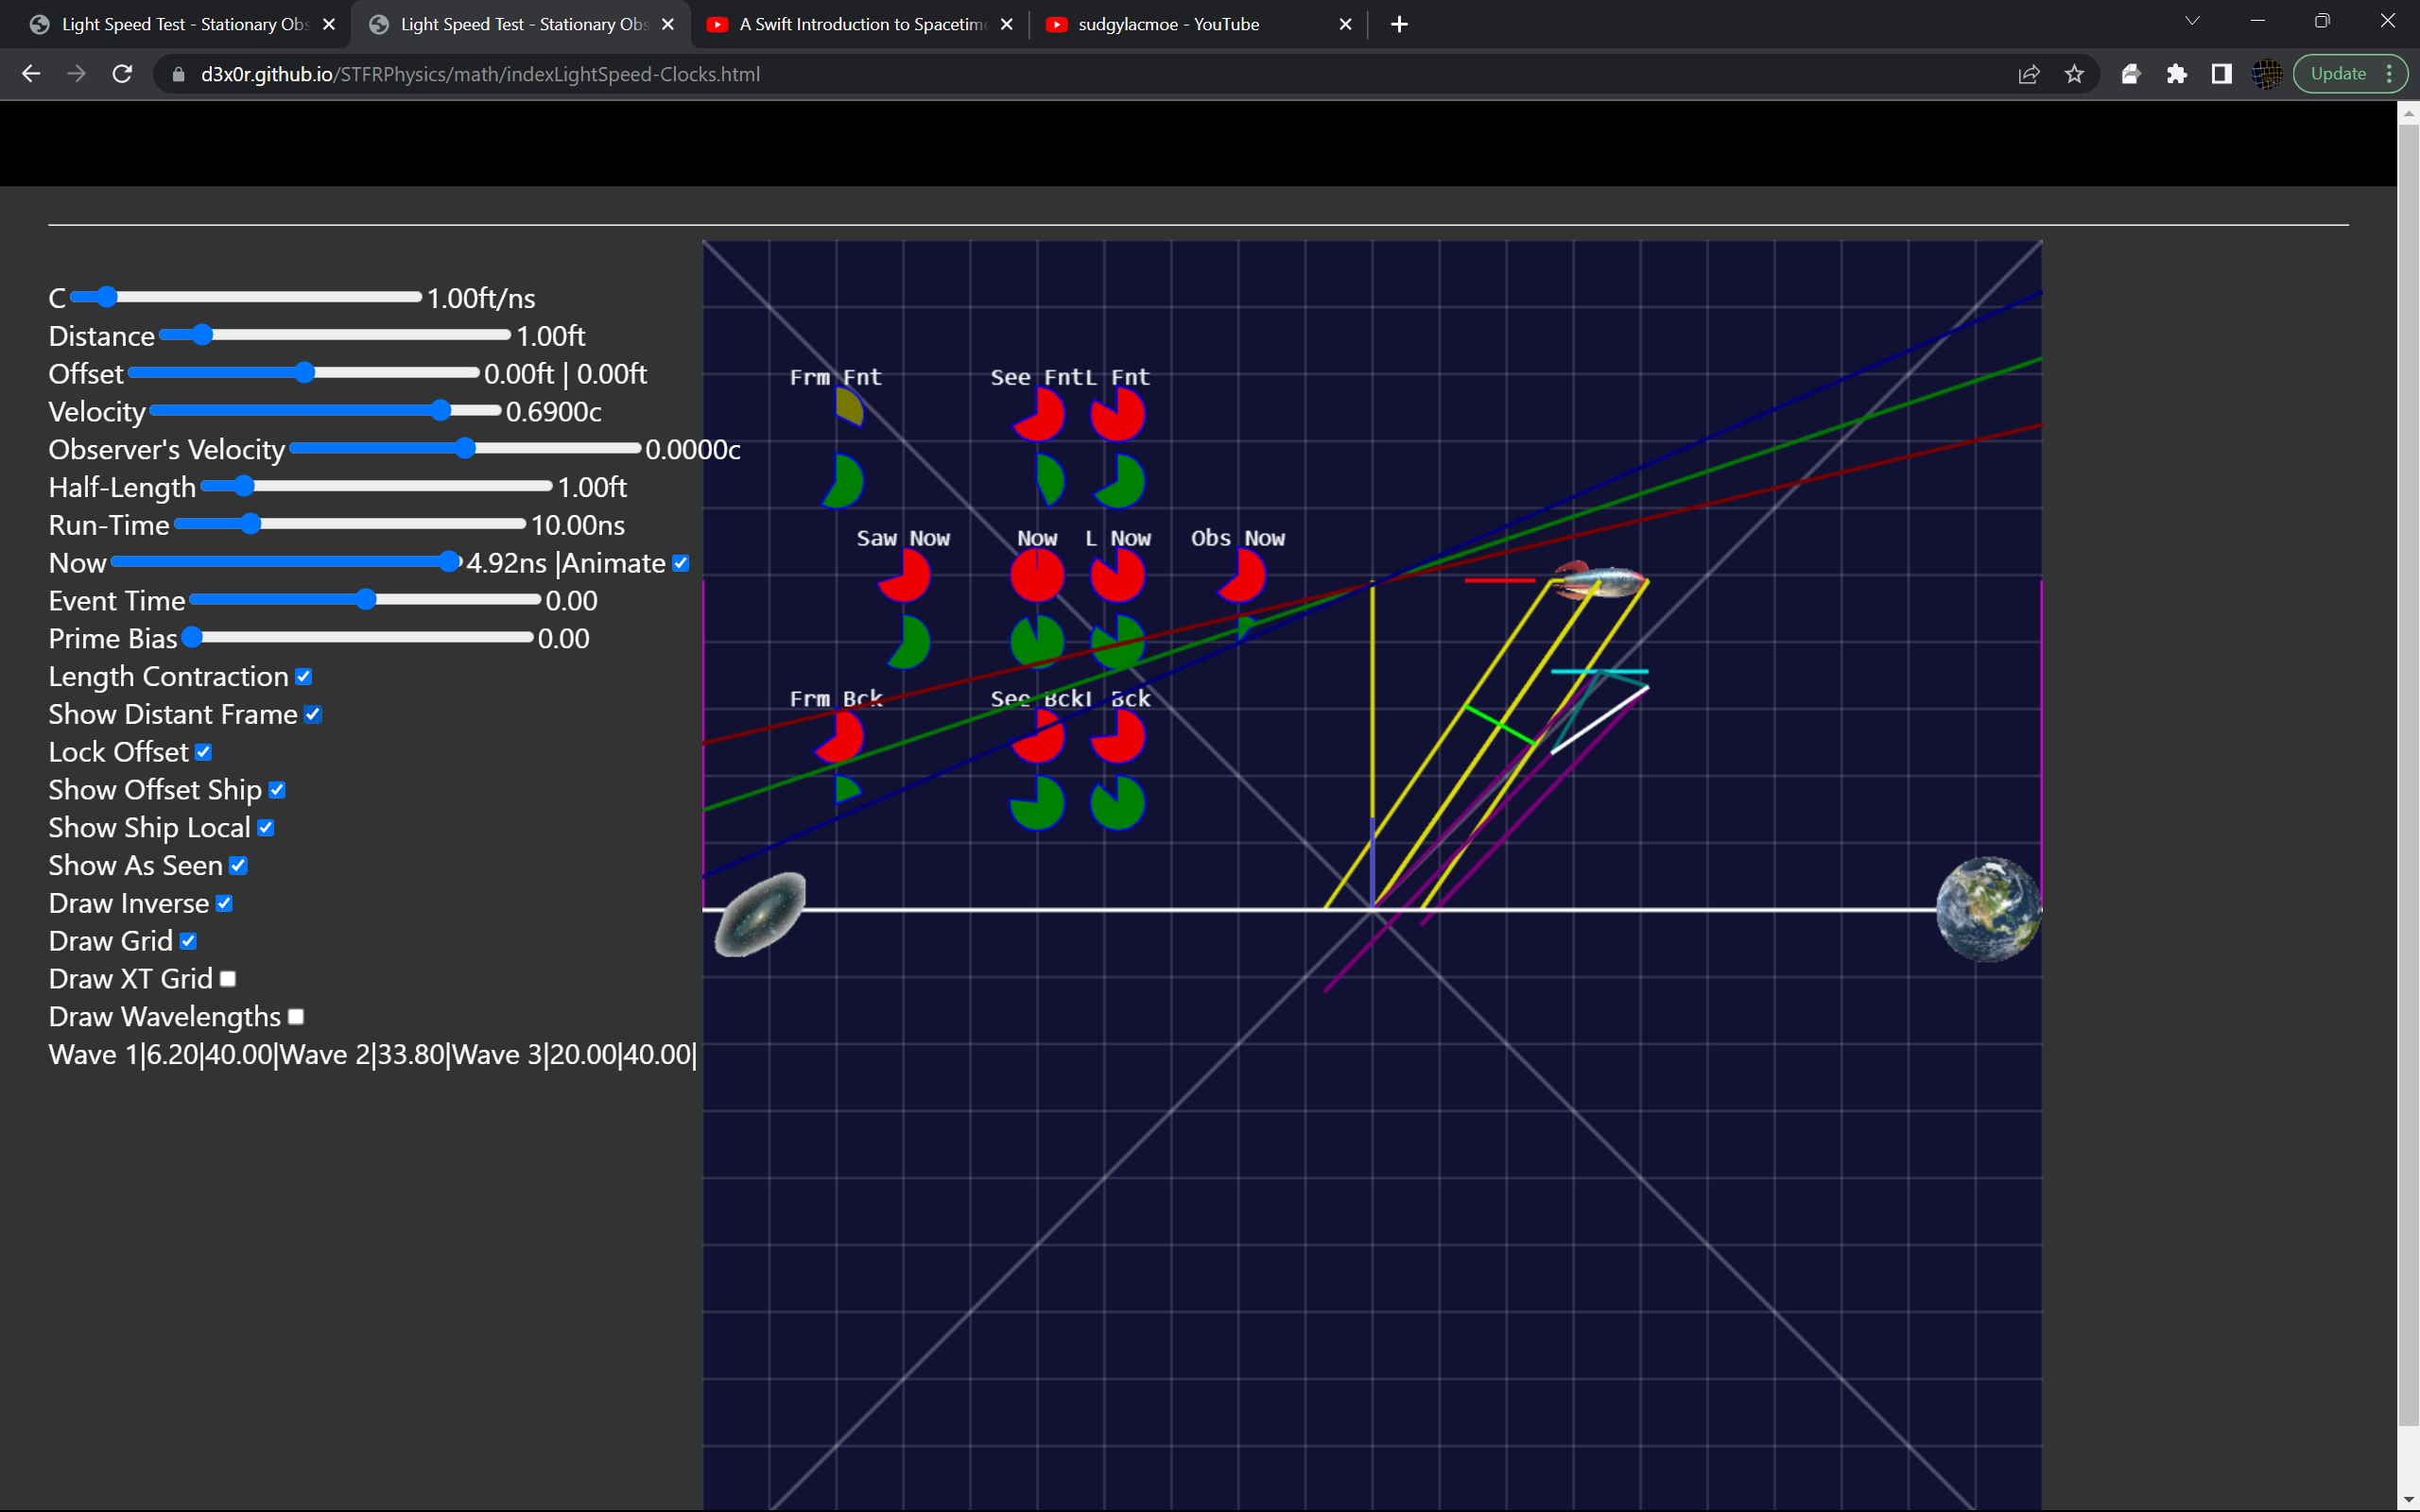 Light Speed Test - Stationary Obs
Light Speed Test - Stationary Obs
A Swift Introduction to Spacetime
sudgylacmoe - YouTube
d3x0r.github.io/STFRPhysics/math/indexLightSpeed-Clocks.html
Update
C 1.00ft/ns
Distance 1.00ft
Offset 0.00ft | 0.00ft
Velocity 0.6900c
Observer's Velocity 0.0000c
Half-Length 1.00ft
Run-Time 10.00ns
Now 4.92ns |Animate
Event Time 0.00
Prime Bias 0.00
Length Contraction
Show Distant Frame
Lock Offset
Show Offset Ship
Show Ship Local
Show As Seen
Draw Inverse
Draw Grid
Draw XT Grid
Draw Wavelengths
Wave 1|6.20|40.00|Wave 2|33.80|Wave 3|20.00|40.00|
Frm Fnt See Fnt L Fnt
Saw Now Now L Now Obs Now
Frm Bck See Bck L Bck